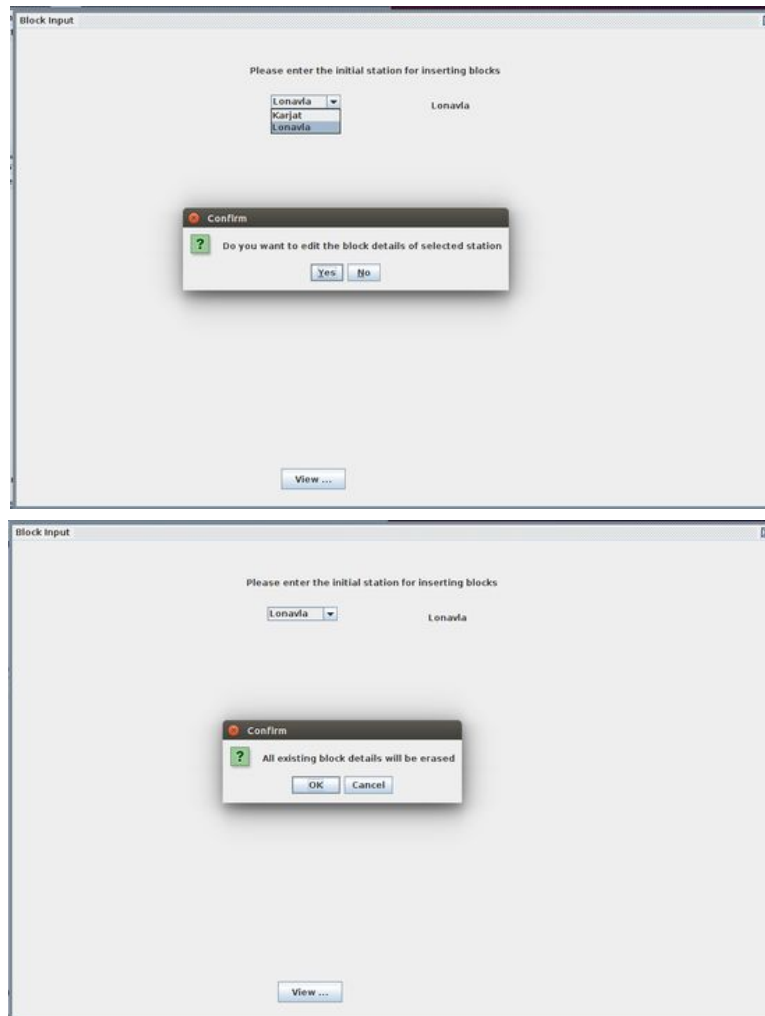 Block Input
Please enter the initial station for inserting blocks
Lonavla Lonavla
Karjat
Lonavla
Confirm
? Do you want to edit the block details of selected station
Yes No
View ...
Block Input
Please enter the initial station for inserting blocks
Lonavla Lonavla
Confirm
? All existing block details will be erased
OK Cancel
View ...